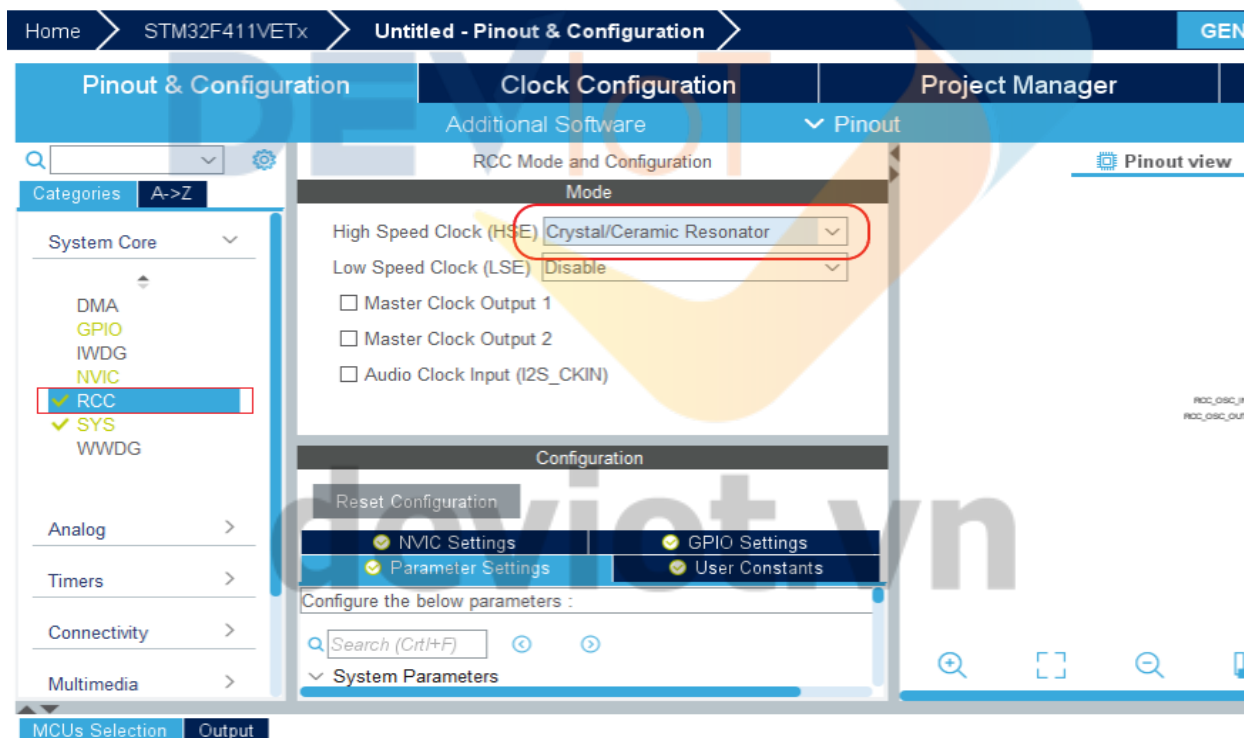 Home STM32F411VETx Untitled - Pinout & Configuration GEN
Pinout & Configuration Clock Configuration Project Manager
Additional Software Pinout
DEVIOT
RCC Mode and Configuration
Pinout view
Categories A->Z
Mode
System Core
High Speed Clock (HSE) Crystal/Ceramic Resonator
Low Speed Clock (LSE) Disable
Master Clock Output 1
Master Clock Output 2
Audio Clock Input (I2S_CKIN)
DMA
GPIO
IWDG
NVIC
RCC
SYS
WWDG
RCC_OSC_IN
RCC_OSC_OUT
Configuration
Reset Configuration
deviot.vn
NVIC Settings GPIO Settings
Parameter Settings User Constants
Configure the below parameters :
Search (Crtl+F)
System Parameters
Analog
Timers
Connectivity
Multimedia
MCUs Selection Output